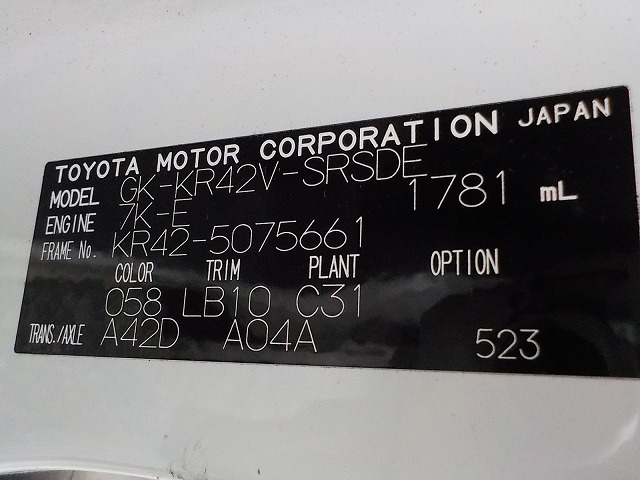 TOYOTA MOTOR CORPORATION JAPAN
MODEL GK-KR42V-SRSDE
ENGINE 7K-E 1781 mL
FRAME No. KR42-5075661
COLOR TRIM PLANT OPTION
058 LB10 C31
TRANS./AXLE A42D A04A 523